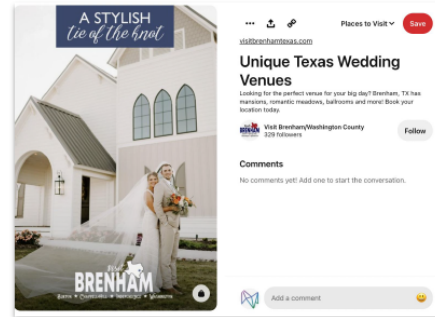 A STYLISH
tie of the knot
BRENHAM
Places to Visit
Save
visitbrenhamtexas.com
Unique Texas Wedding
Venues
Looking for the perfect venue for your big day? Brenham, TX has
mansions, romantic meadows, ballrooms and more! Book your
location today.
Visit Brenham/Washington County
329 followers
Follow
Comments
No comments yet! Add one to start the conversation.
Add a comment